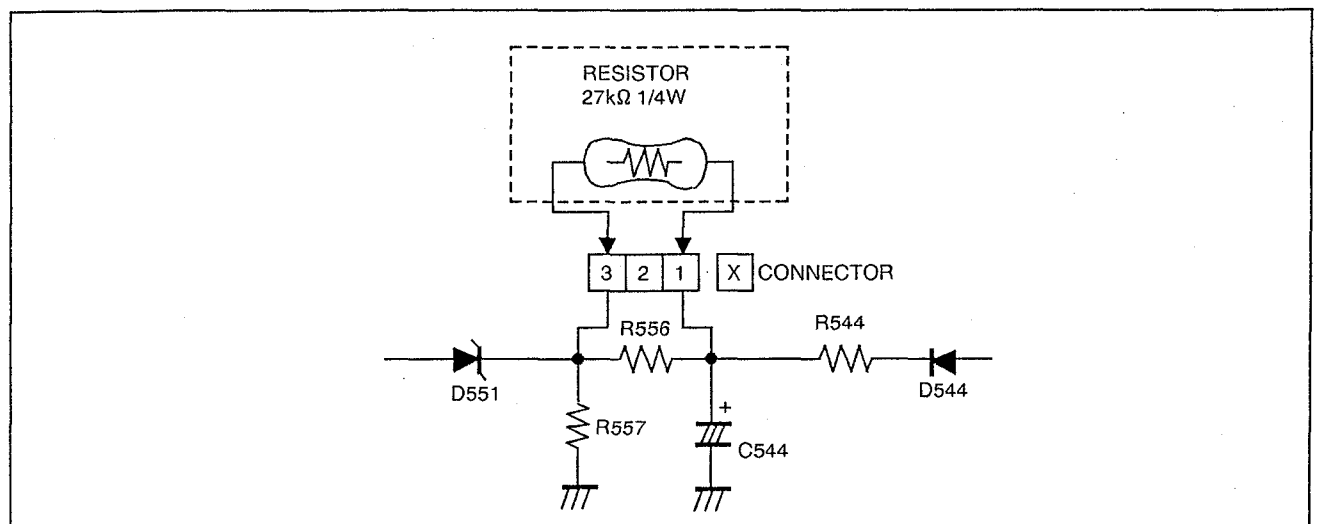 RESISTOR
27kΩ 1/4W
3 2 1 X CONNECTOR
R556
R544
D551
D544
R557
+
C544